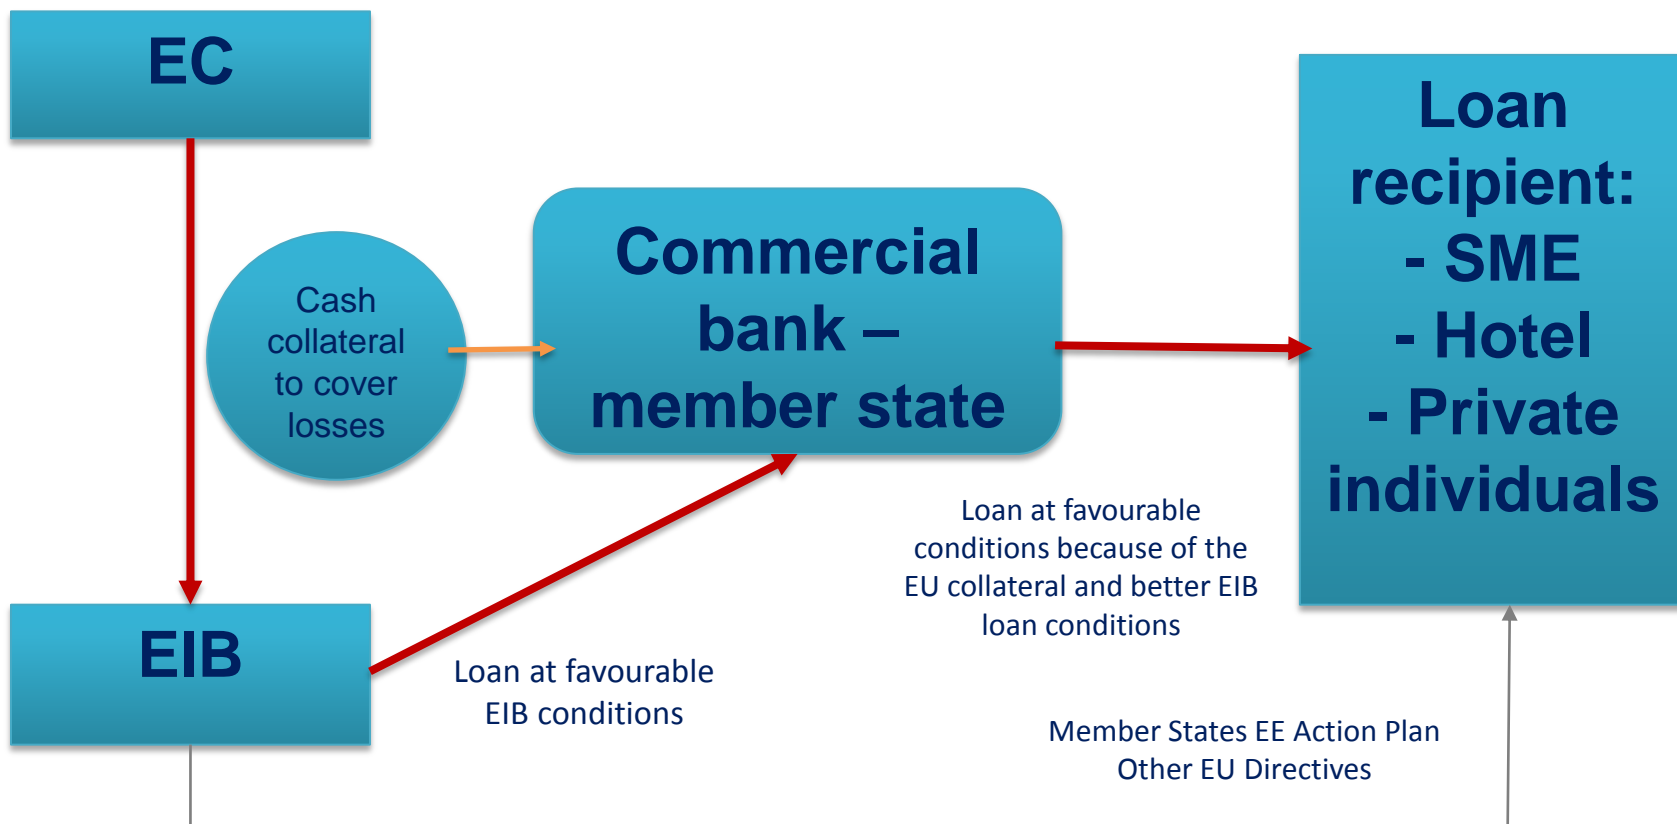 EC
Cash
collateral
to cover
losses
Commercial
bank –
member state
Loan
recipient:
- SME
- Hotel
- Private
individuals
EIB
Loan at favourable
EIB conditions
Loan at favourable
conditions because of the
EU collateral and better EIB
loan conditions
Member States EE Action Plan
Other EU Directives